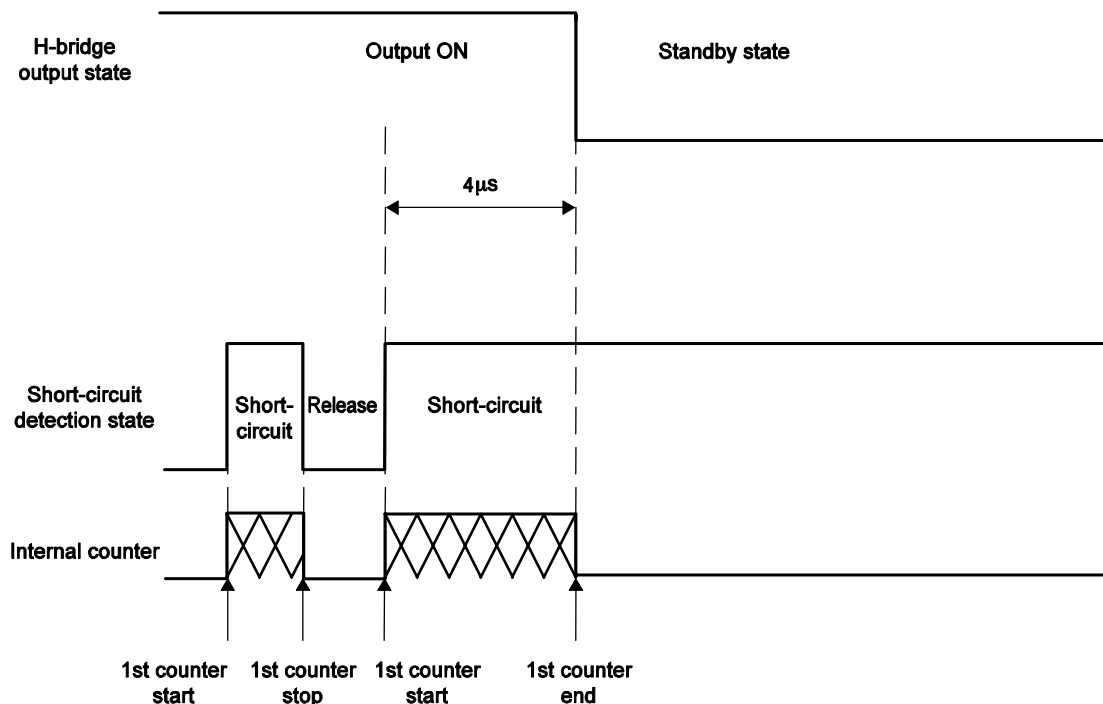 H-bridge
output state
Output ON
Standby state
4μs
Short-circuit
detection state
Short-
circuit
Release
Short-circuit
Internal counter
1st counter
start
1st counter
stop
1st counter
start
1st counter
end